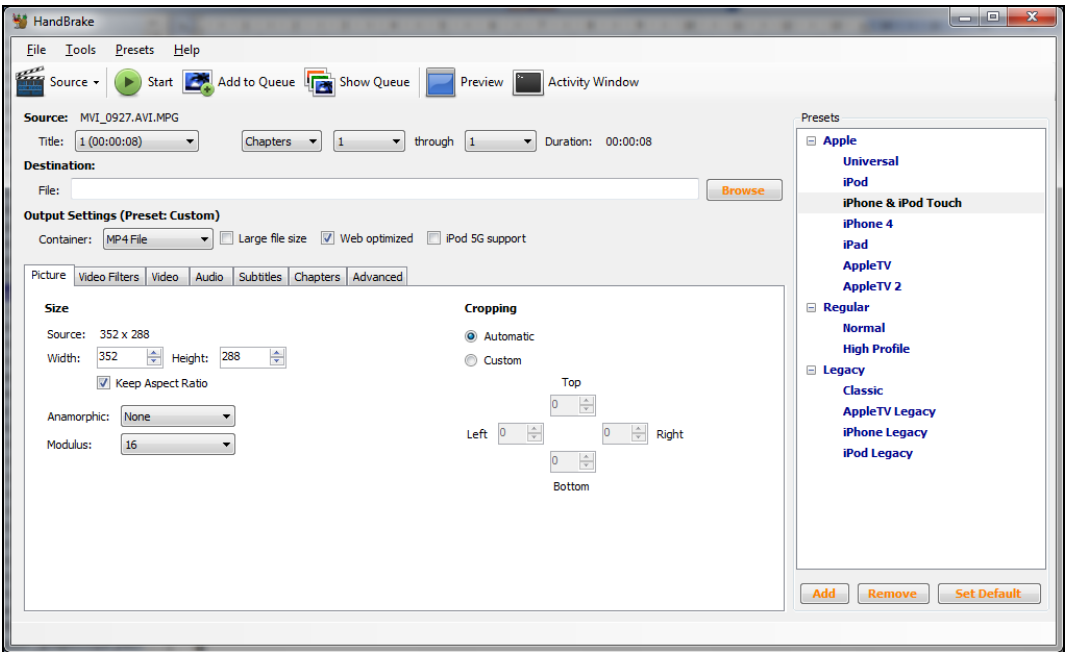 HandBrake
File Tools Presets Help
Source Start Add to Queue Show Queue Preview Activity Window
Source: MVI_0927.AVI.MPG
Title: 1 (00:00:08) Chapters 1 through 1 Duration: 00:00:08
Destination:
File: Browse
Output Settings (Preset: Custom)
Container: MP4 File Large file size Web optimized iPod 5G support
Picture Video Filters Video Audio Subtitles Chapters Advanced
Size
Source: 352 x 288
Width: 352 Height: 288
Keep Aspect Ratio
Anamorphic: None
Modulus: 16
Cropping
Automatic
Custom
Top
0
Left 0 0 Right
0
Bottom
Presets
Apple
Universal
iPod
iPhone & iPod Touch
iPhone 4
iPad
AppleTV
AppleTV 2
Regular
Normal
High Profile
Legacy
Classic
AppleTV Legacy
iPhone Legacy
iPod Legacy
Add Remove Set Default